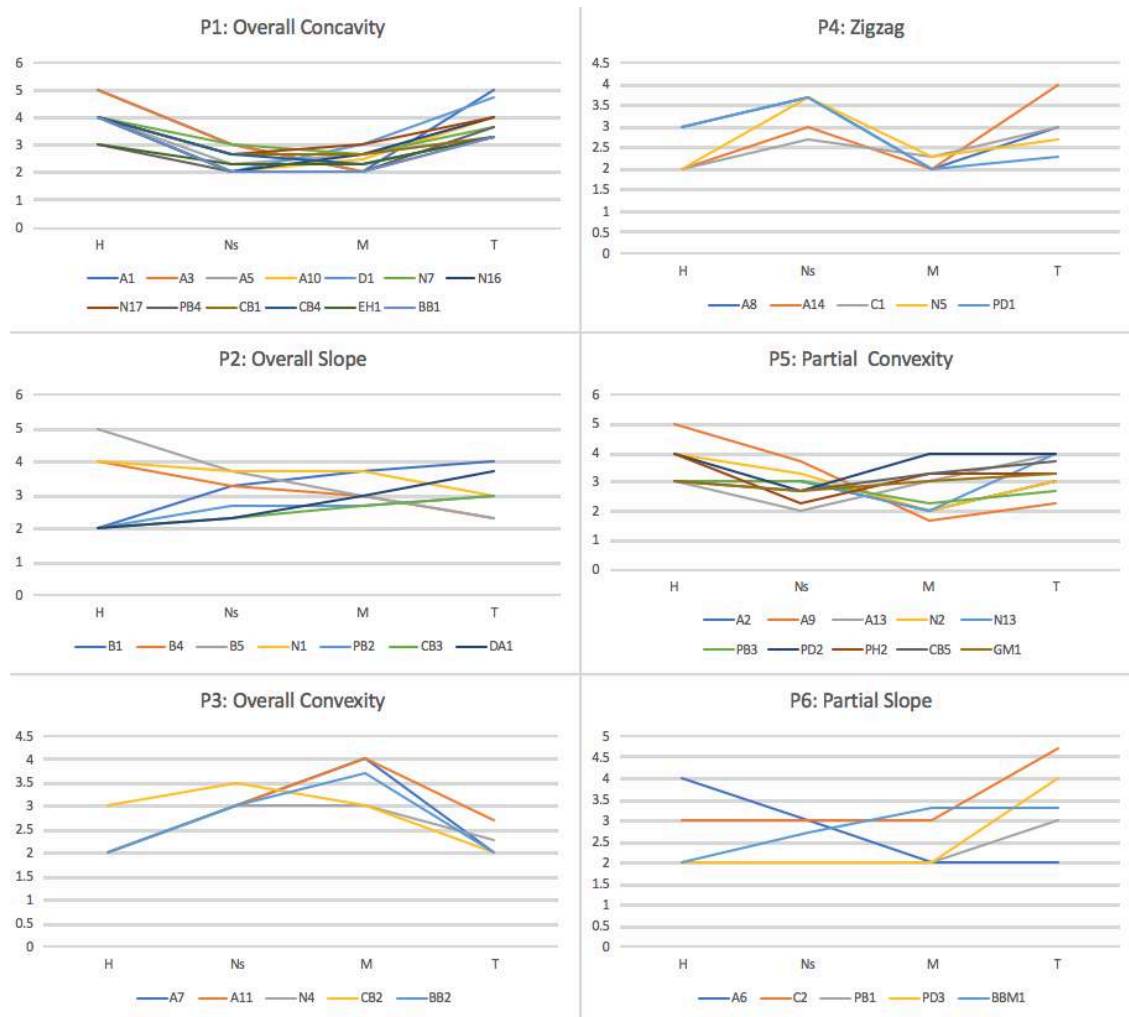 P1: Overall Concavity
6
5
4
3
2
1
0
H Ns M T
A1 A3 A5 A10 D1 N7 N16
N17 PB4 CB1 CB4 EH1 BB1
P4: Zigzag
4.5
4
3.5
3
2.5
2
1.5
1
0.5
0
H Ns M T
A8 A14 C1 N5 PD1
P2: Overall Slope
6
5
4
3
2
1
0
H Ns M T
B1 B4 B5 N1 PB2 CB3 DA1
P5: Partial Convexity
6
5
4
3
2
1
0
H Ns M T
A2 A9 A13 N2 N13
PB3 PD2 PH2 CB5 GM1
P3: Overall Convexity
4.5
4
3.5
3
2.5
2
1.5
1
0.5
0
H Ns M T
A7 A11 N4 CB2 BB2
P6: Partial Slope
5
4.5
4
3.5
3
2.5
2
1.5
1
0.5
0
H Ns M T
A6 C2 PB1 PD3 BBM1